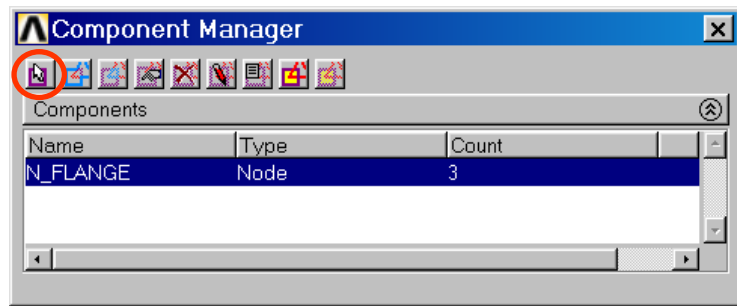 Component Manager
Components
Name Type Count
N_FLANGE Node 3